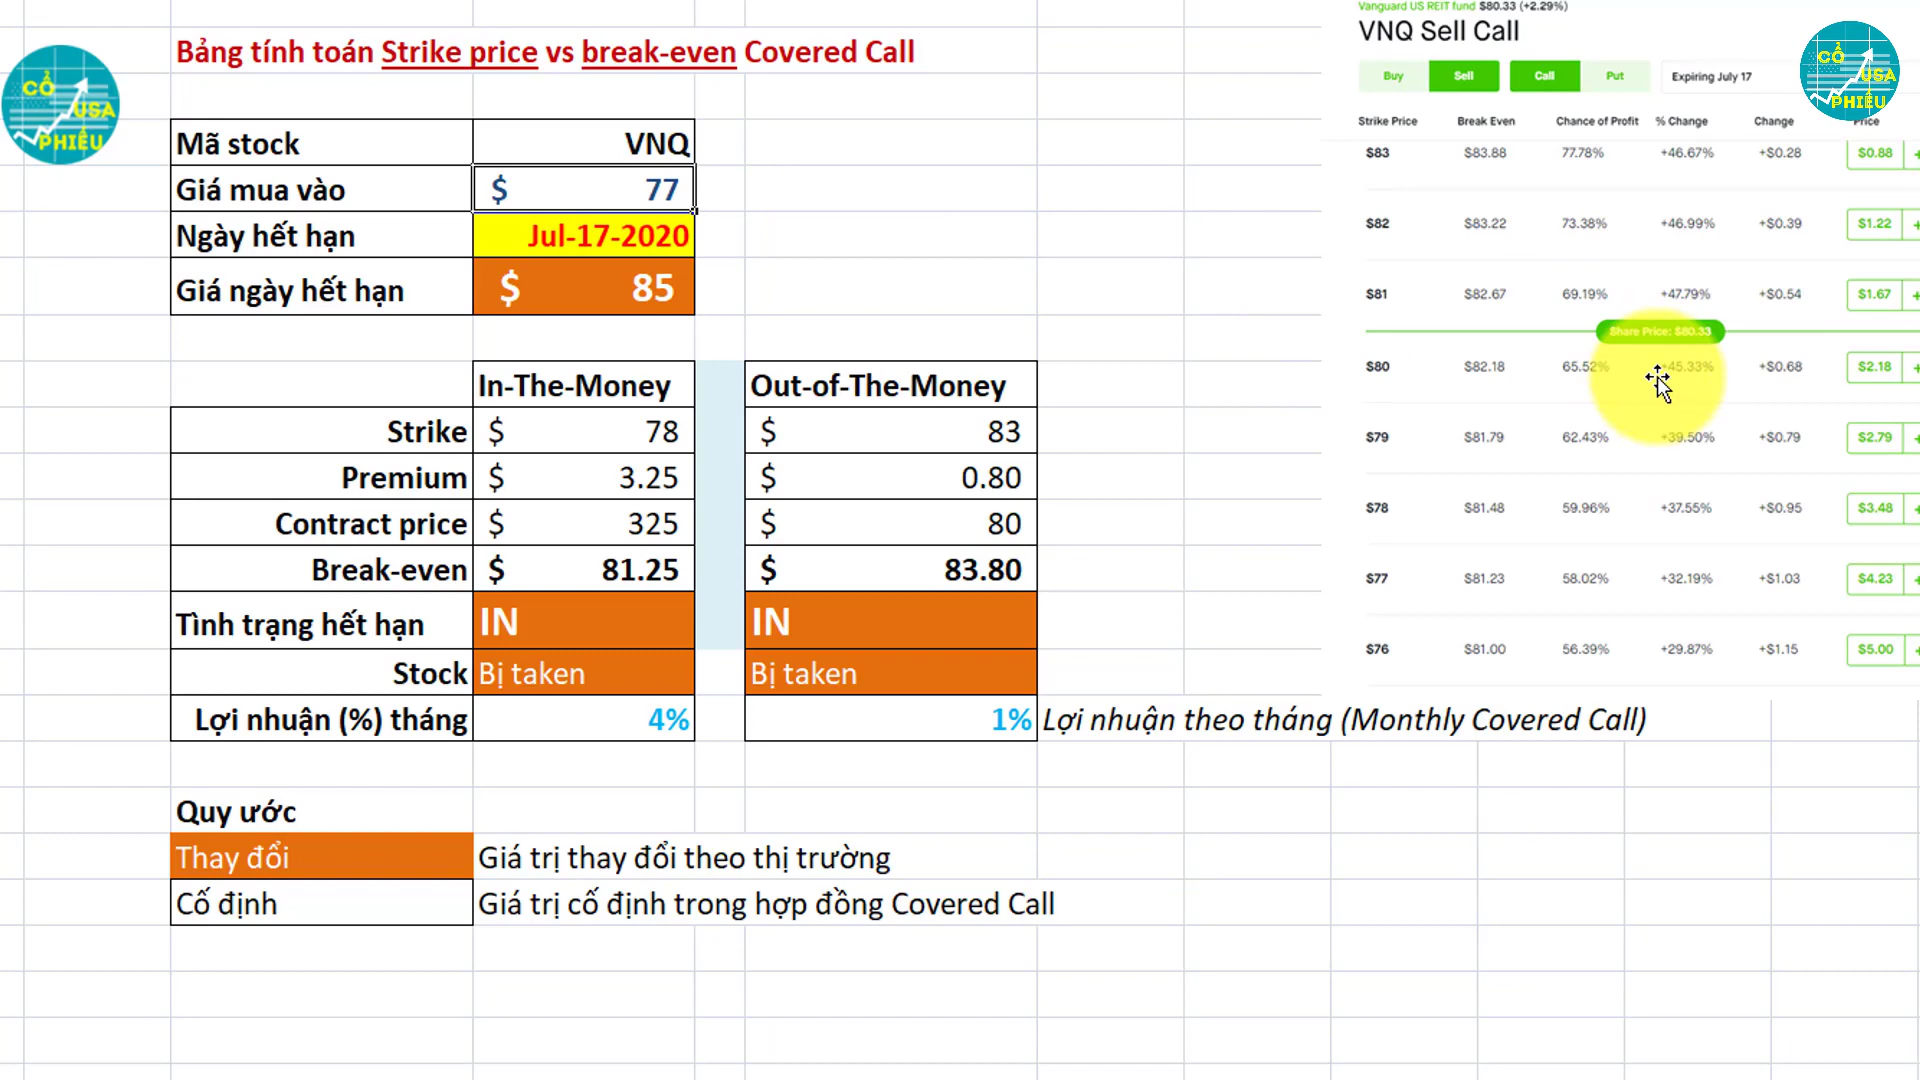 Bảng tính toán Strike price vs break-even Covered Call
CỔ
USA
PHIẾU
Mã stock VNQ
Giá mua vào $ 77
Ngày hết hạn Jul-17-2020
Giá ngày hết hạn $ 85
In-The-Money Out-of-The-Money
Strike $ 78 $ 83
Premium $ 3.25 $ 0.80
Contract price $ 325 $ 80
Break-even $ 81.25 $ 83.80
Tình trạng hết hạn IN IN
Stock Bị taken Bị taken
Lợi nhuận (%) tháng 4% 1% Lợi nhuận theo tháng (Monthly Covered Call)
Quy ước
Thay đổi Giá trị thay đổi theo thị trường
Cố định Giá trị cố định trong hợp đồng Covered Call
Vanguard US REIT fund $80.33 (+2.29%)
VNQ Sell Call
Buy Sell Call Put Expiring July 17
CỔ
USA
PHIẾU
Strike Price Break Even Chance of Profit % Change Change Price
$83 $83.88 77.78% +46.67% +$0.28 $0.88 +
$82 $83.22 73.38% +46.99% +$0.39 $1.22 +
$81 $82.67 69.19% +47.79% +$0.54 $1.67 +
Share Price: $80.33
$80 $82.18 65.52% +45.33% +$0.68 $2.18 +
$79 $81.79 62.43% +39.50% +$0.79 $2.79 +
$78 $81.48 59.96% +37.55% +$0.95 $3.48 +
$77 $81.23 58.02% +32.19% +$1.03 $4.23 +
$76 $81.00 56.39% +29.87% +$1.15 $5.00 +